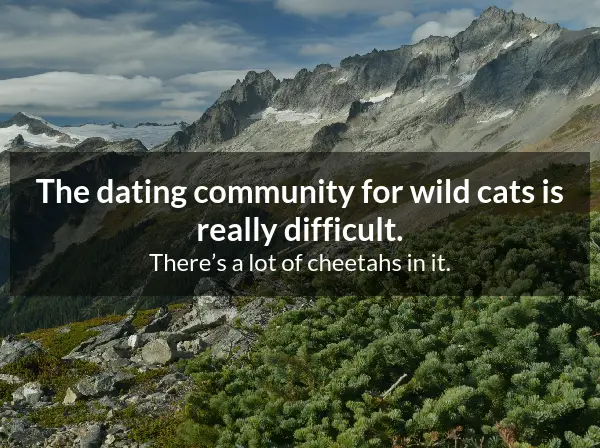 The dating community for wild cats is
really difficult.
There’s a lot of cheetahs in it.